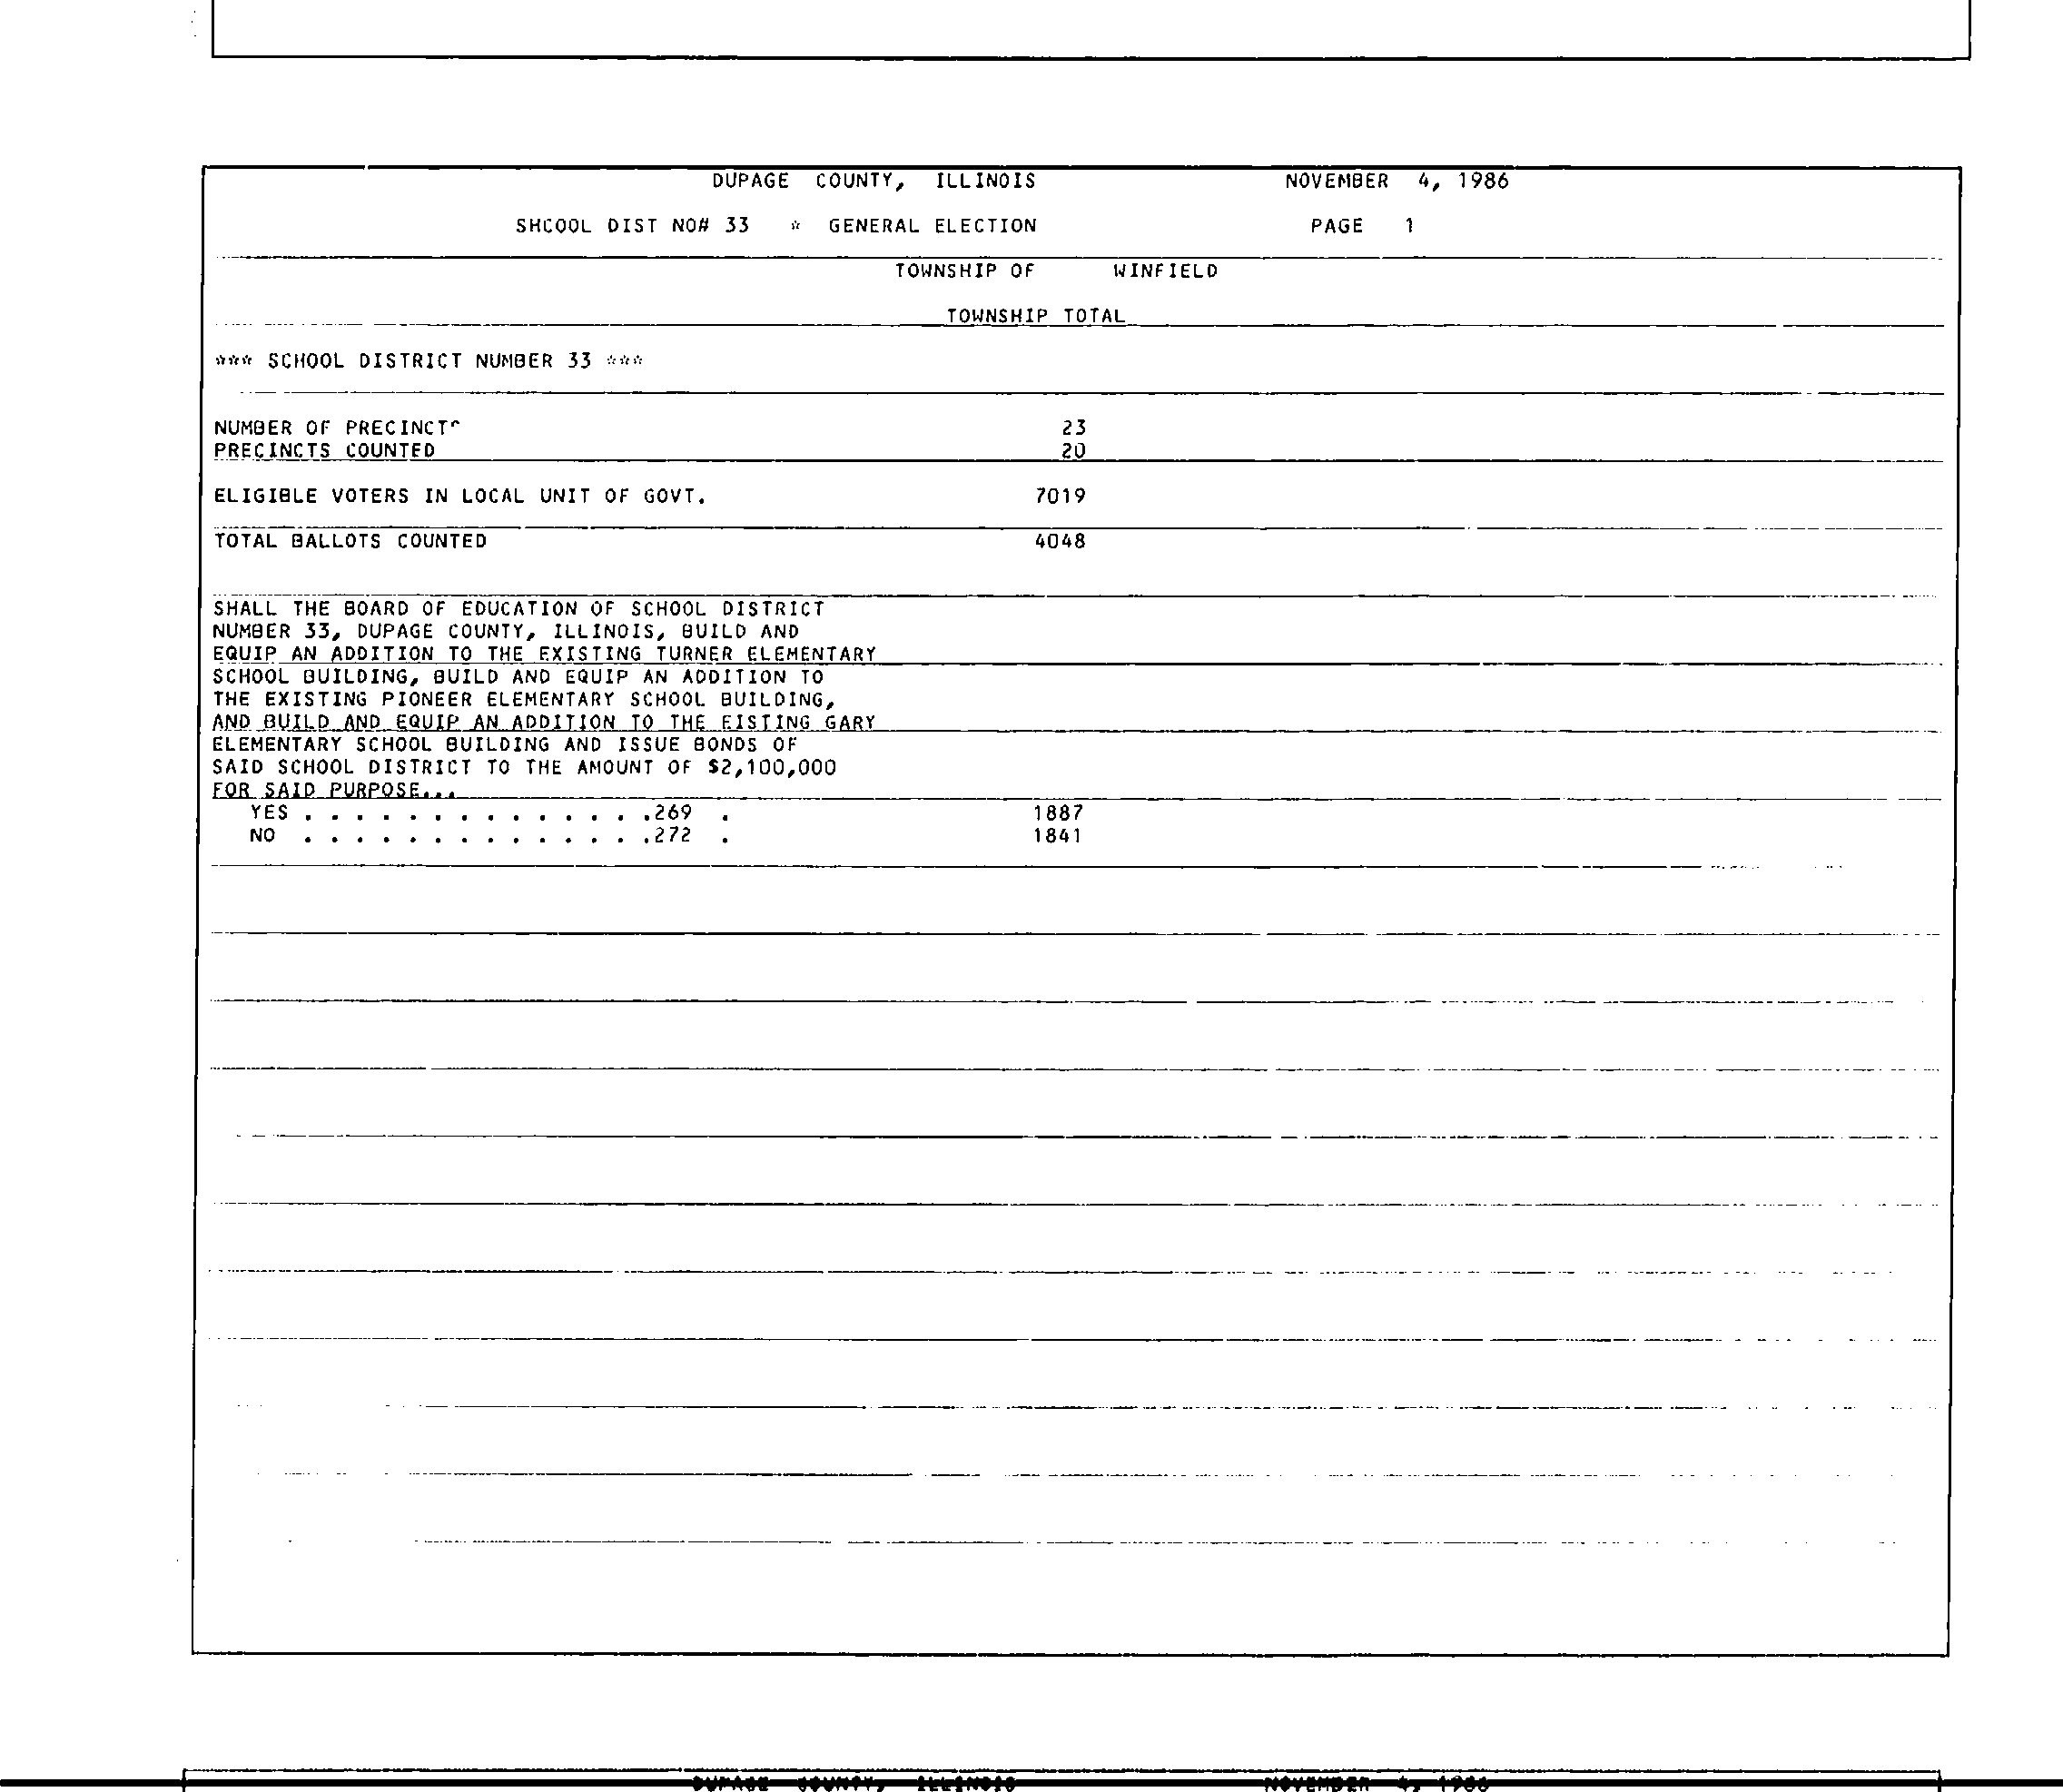 DUPAGE COUNTY, ILLINOIS NOVEMBER 4, 1986
SHCOOL DIST NO# 33 * GENERAL ELECTION PAGE 1
TOWNSHIP OF WINFIELD
TOWNSHIP TOTAL
*** SCHOOL DISTRICT NUMBER 33 ***
NUMBER OF PRECINCTS 23
PRECINCTS COUNTED 20
ELIGIBLE VOTERS IN LOCAL UNIT OF GOVT. 7019
TOTAL BALLOTS COUNTED 4048
SHALL THE BOARD OF EDUCATION OF SCHOOL DISTRICT
NUMBER 33, DUPAGE COUNTY, ILLINOIS, BUILD AND
EQUIP AN ADDITION TO THE EXISTING TURNER ELEMENTARY
SCHOOL BUILDING, BUILD AND EQUIP AN ADDITION TO
THE EXISTING PIONEER ELEMENTARY SCHOOL BUILDING,
AND BUILD AND EQUIP AN ADDITION TO THE EISTING GARY
ELEMENTARY SCHOOL BUILDING AND ISSUE BONDS OF
SAID SCHOOL DISTRICT TO THE AMOUNT OF $2,100,000
FOR SAID PURPOSE...
YES . . . . . . . . . . . . . .269 . 1887
NO . . . . . . . . . . . . . .272 . 1841
DUPAGE COUNTY, ILLINOIS NOVEMBER 4, 1986